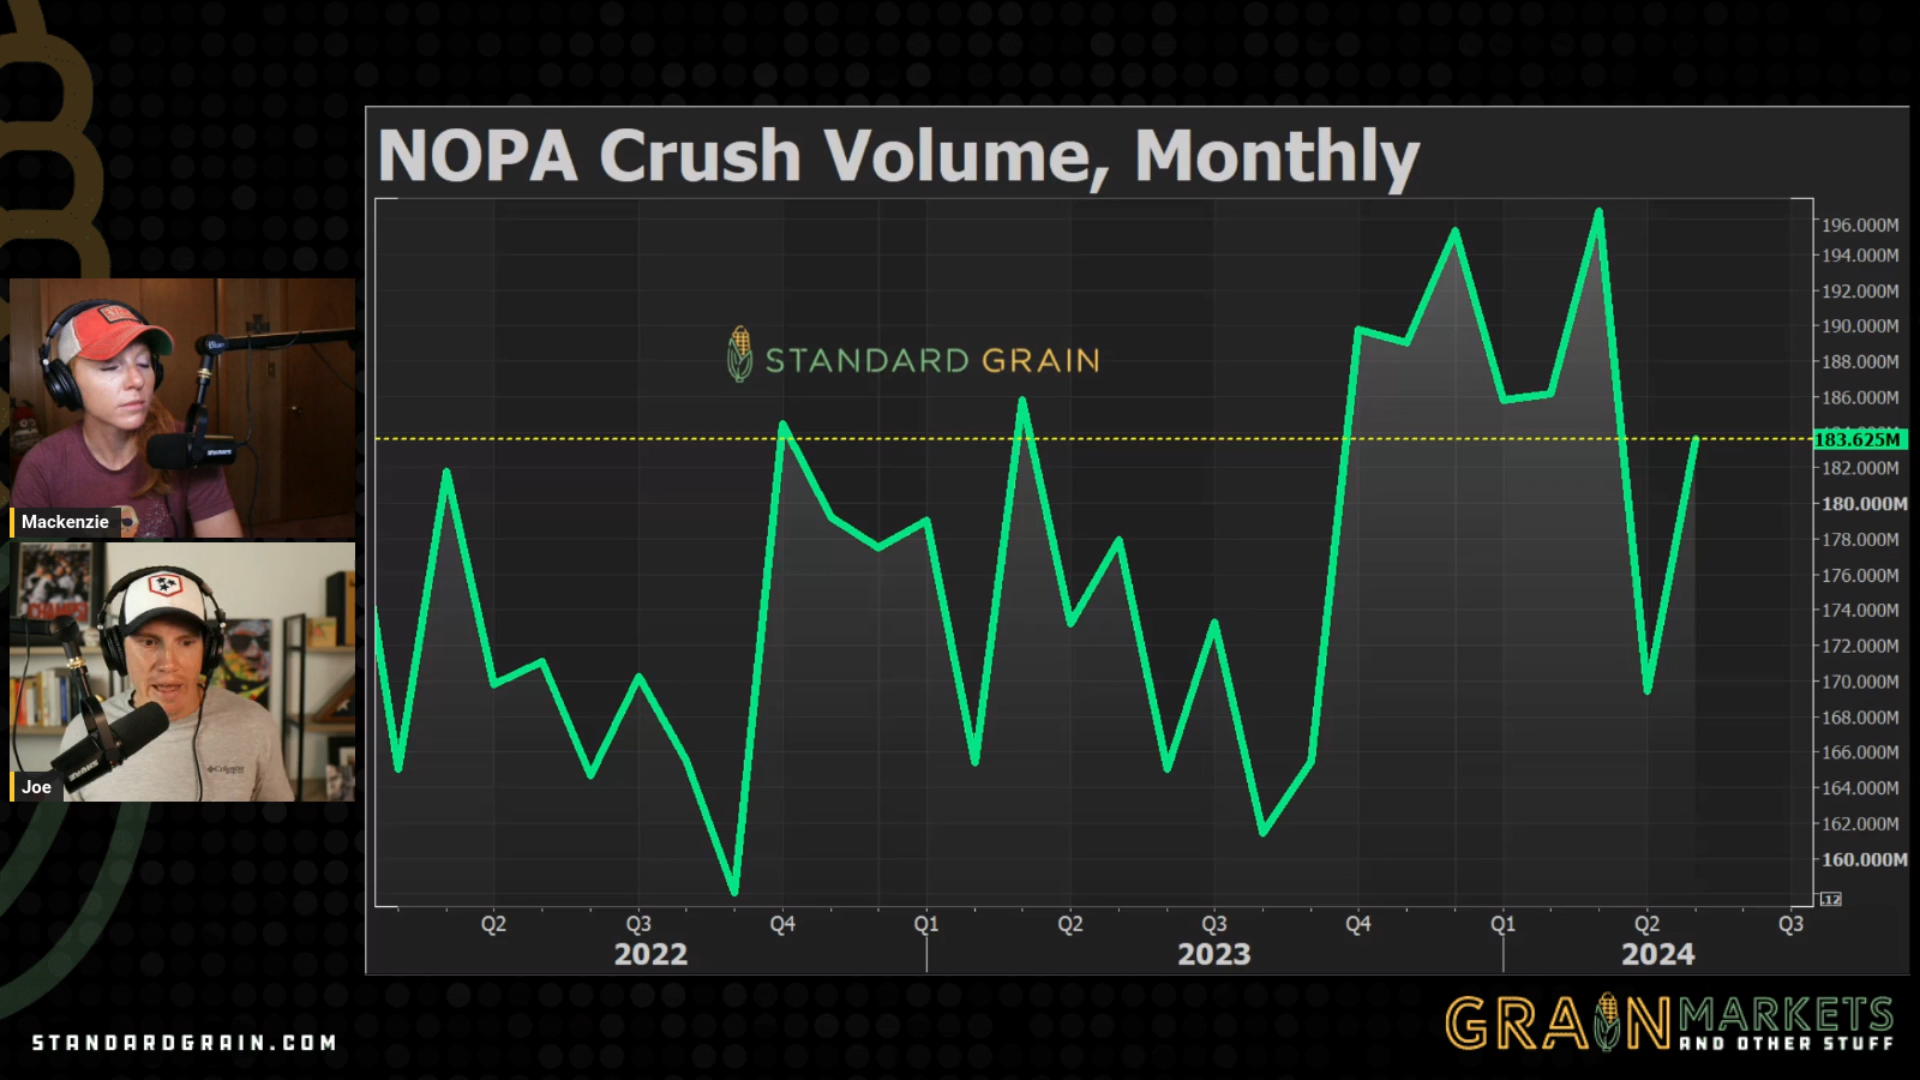 NOPA Crush Volume, Monthly
196.000M
194.000M
192.000M
190.000M
STANDARD GRAIN
188.000M
186.000M
183.625M
182.000M
180.000M
178.000M
176.000M
174.000M
172.000M
170.000M
168.000M
166.000M
164.000M
162.000M
160.000M
.12
Q2 Q3 Q4 Q1 Q2 Q3 Q4 Q1 Q2 Q3
2022 2023 2024
Mackenzie
Joe
Columbia
STANDARDGRAIN.COM
GRAIN MARKETS
AND OTHER STUFF